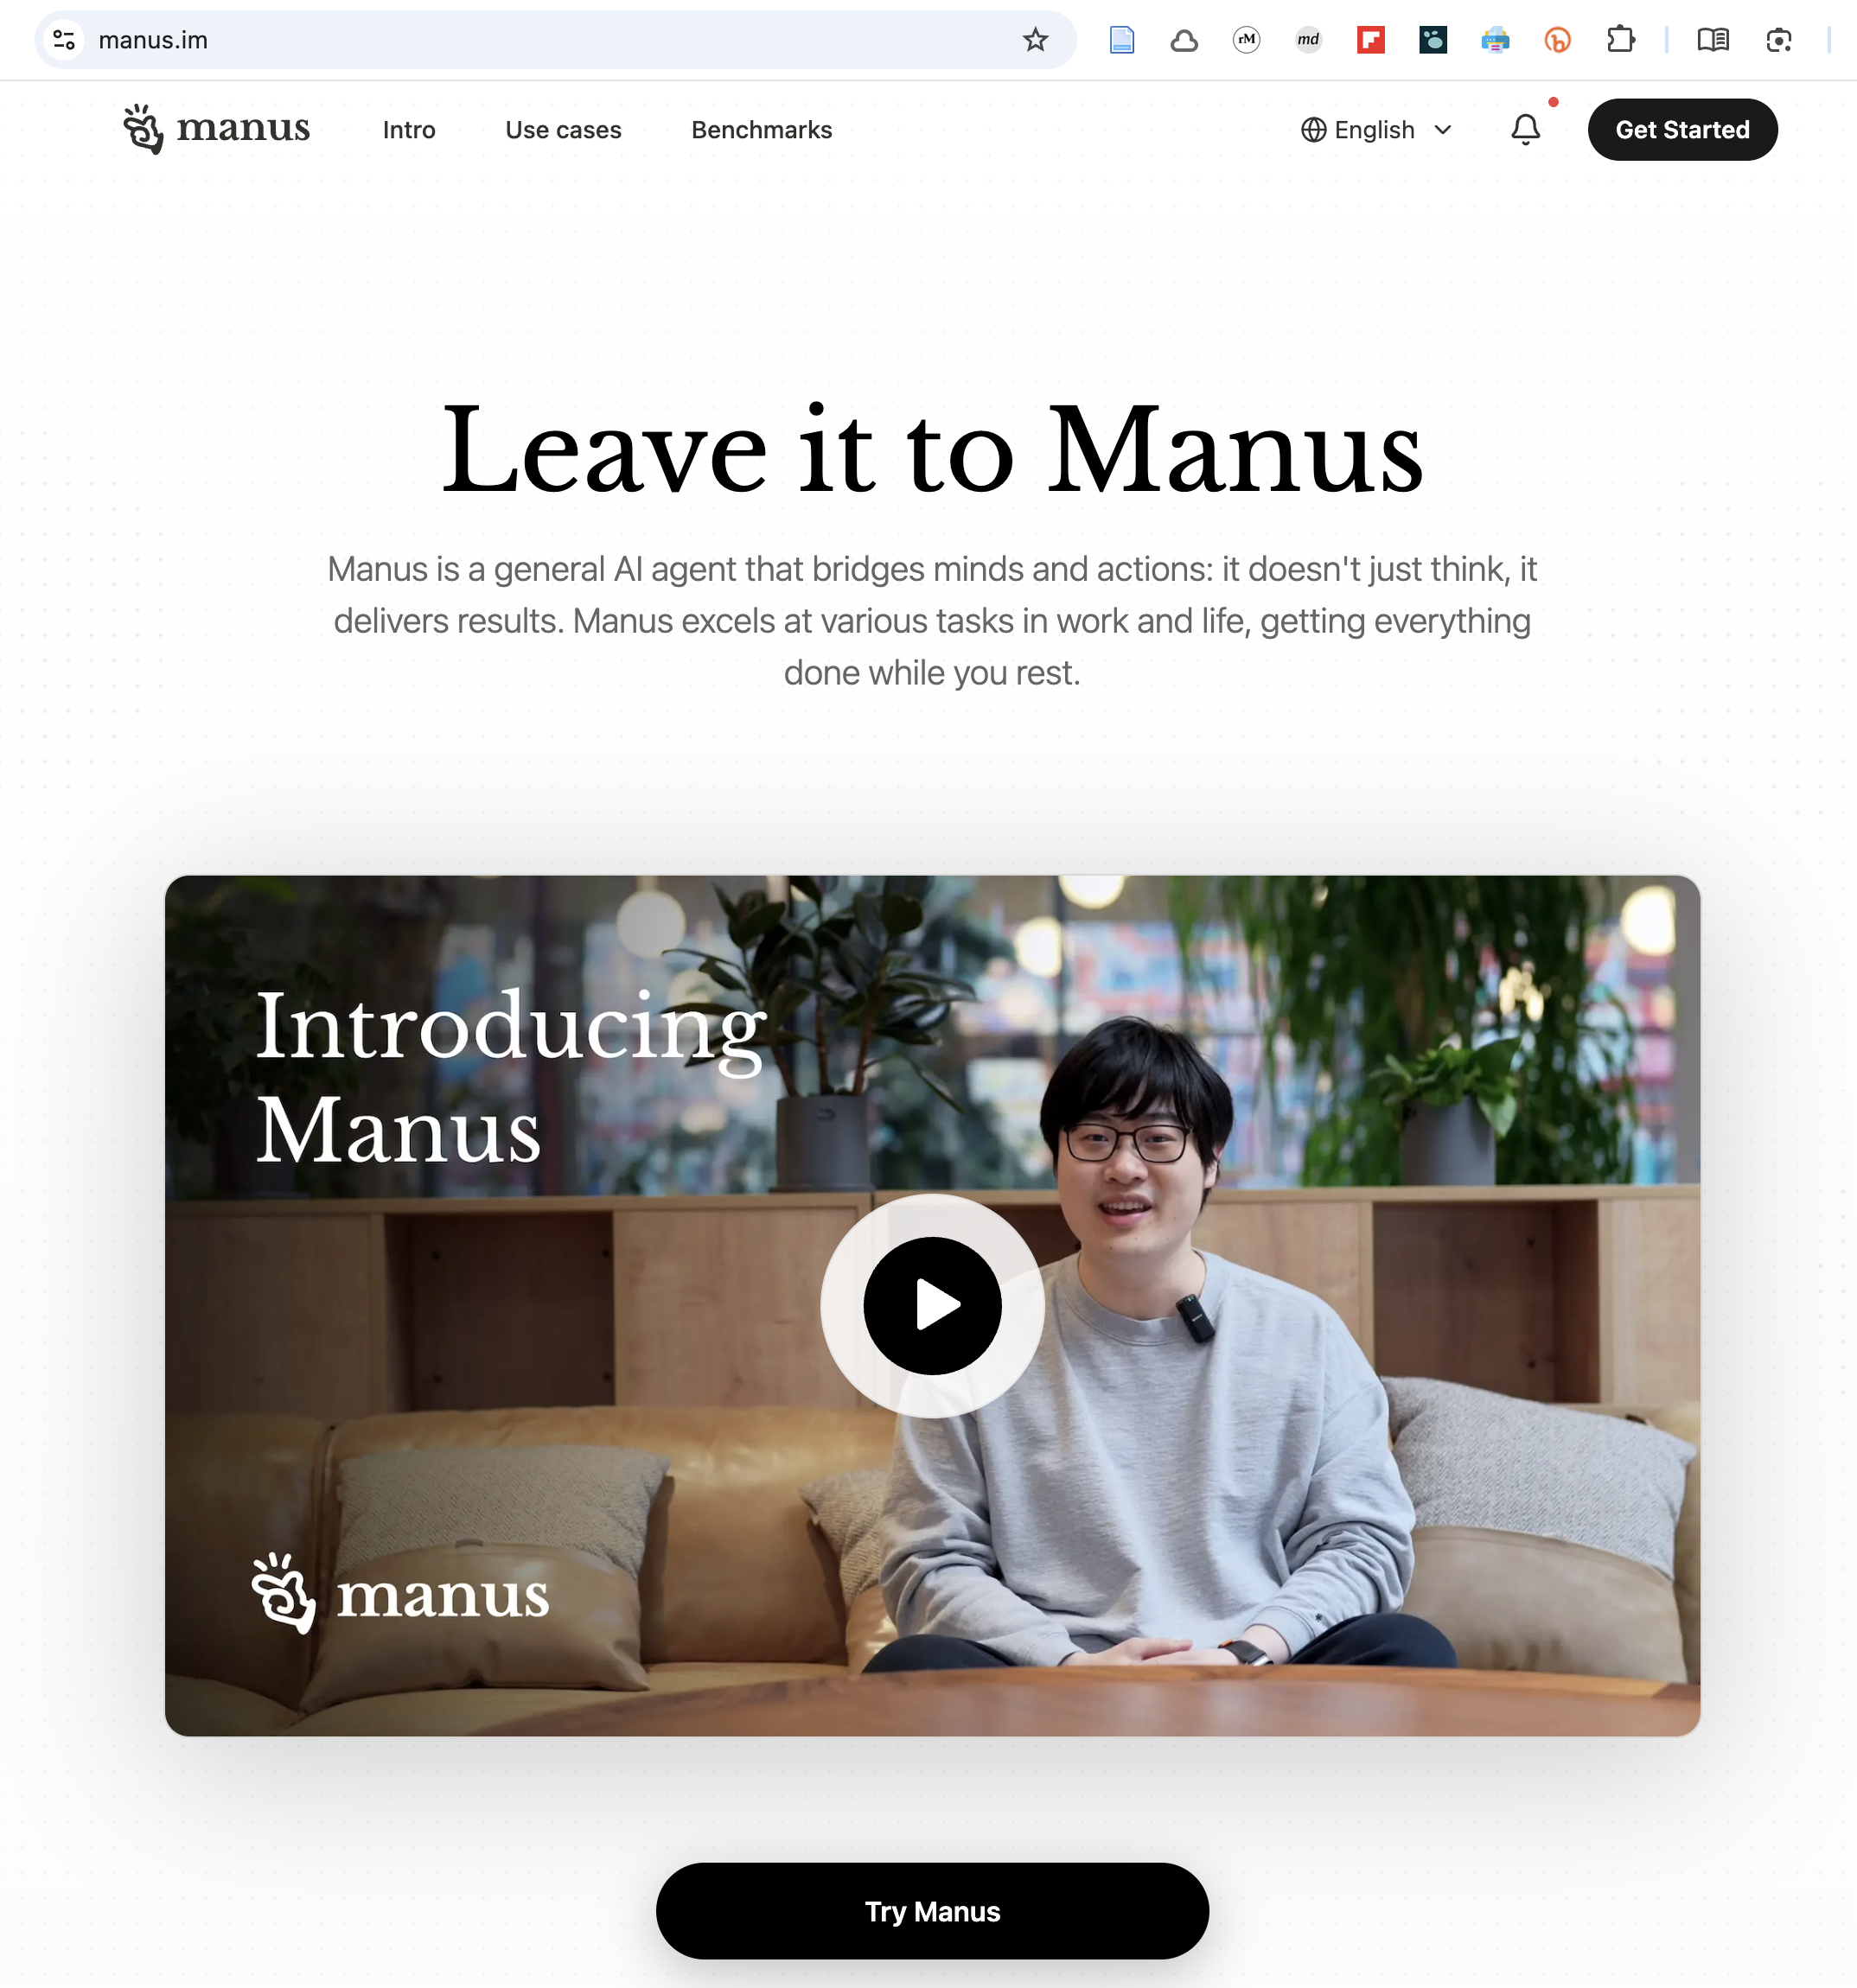 manus.im
rM
md
manus
Intro
Use cases
Benchmarks
English
Get Started
Leave it to Manus
Manus is a general AI agent that bridges minds and actions: it doesn't just think, it
delivers results. Manus excels at various tasks in work and life, getting everything
done while you rest.
Introducing
Manus
manus
Try Manus